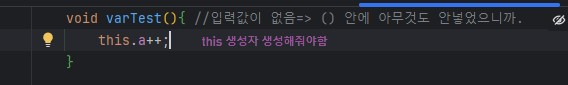 void varTest(){ //입력값이 없음=> () 안에 아무것도 안넣었으니까.
this.a++; this 생성자 생성해줘야함
}